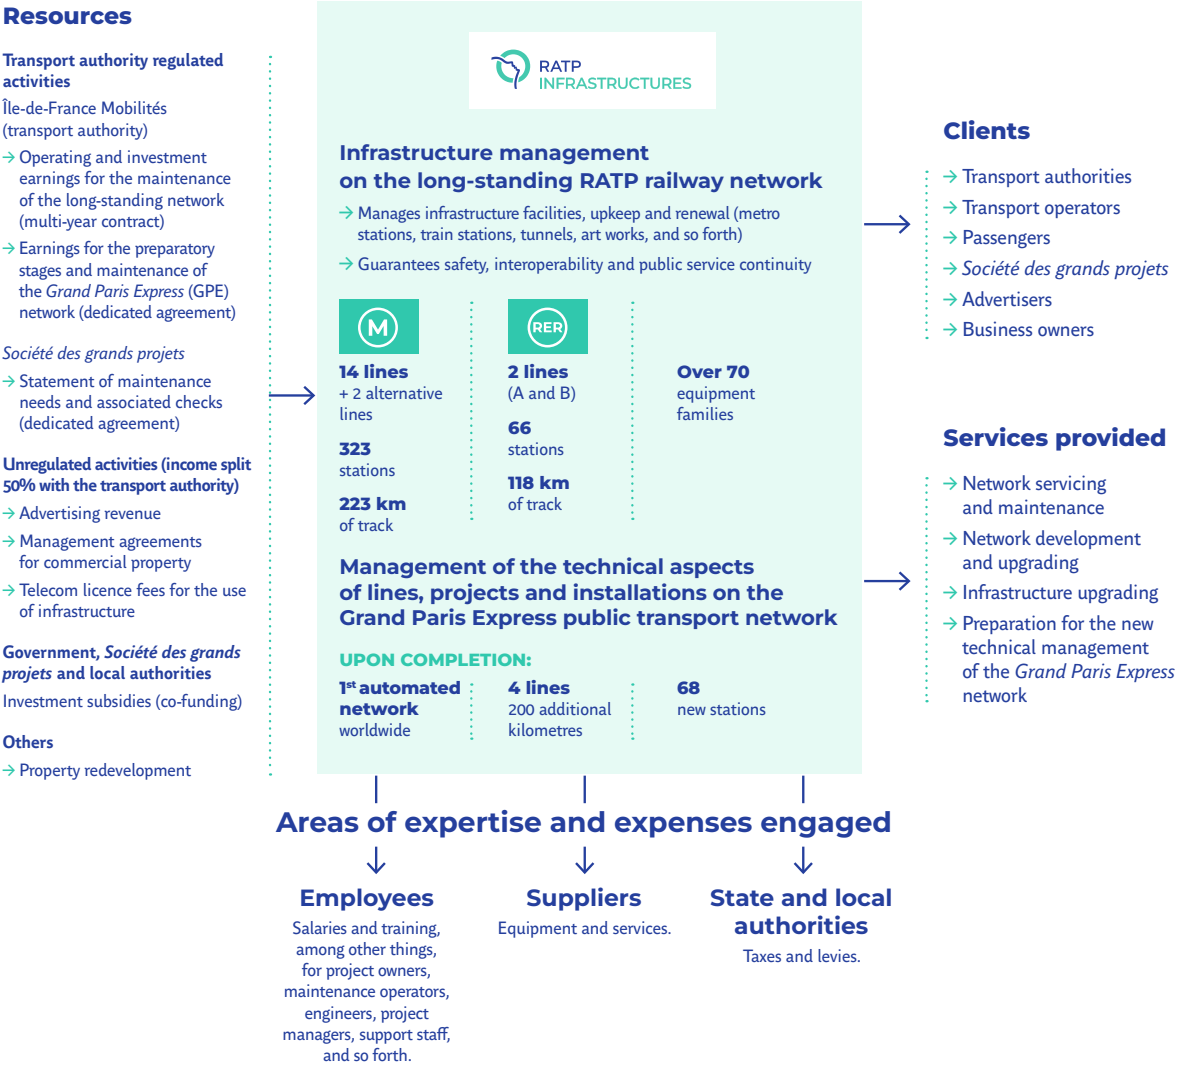 Resources
Transport authority regulated
activities
Île-de-France Mobilités
(transport authority)
→ Operating and investment
earnings for the maintenance
of the long-standing network
(multi-year contract)
→ Earnings for the preparatory
stages and maintenance of
the Grand Paris Express (GPE)
network (dedicated agreement)
Société des grands projets
→ Statement of maintenance
needs and associated checks
(dedicated agreement)
Unregulated activities (income split
50% with the transport authority)
→ Advertising revenue
→ Management agreements
for commercial property
→ Telecom licence fees for the use
of infrastructure
Government, Société des grands
projets and local authorities
Investment subsidies (co-funding)
Others
→ Property redevelopment
RATP
INFRASTRUCTURES
Infrastructure management
on the long-standing RATP railway network
→ Manages infrastructure facilities, upkeep and renewal (metro
stations, train stations, tunnels, art works, and so forth)
→ Guarantees safety, interoperability and public service continuity
M
14 lines
+ 2 alternative
lines
323
stations
223 km
of track
RER
2 lines
(A and B)
66
stations
118 km
of track
Over 70
equipment
families
Management of the technical aspects
of lines, projects and installations on the
Grand Paris Express public transport network
UPON COMPLETION:
1st automated
network
worldwide
4 lines
200 additional
kilometres
68
new stations
Clients
→ Transport authorities
→ Transport operators
→ Passengers
→ Société des grands projets
→ Advertisers
→ Business owners
Services provided
→ Network servicing
and maintenance
→ Network development
and upgrading
→ Infrastructure upgrading
→ Preparation for the new
technical management
of the Grand Paris Express
network
Areas of expertise and expenses engaged
Employees
Salaries and training,
among other things,
for project owners,
maintenance operators,
engineers, project
managers, support staff,
and so forth.
Suppliers
Equipment and services.
State and local
authorities
Taxes and levies.